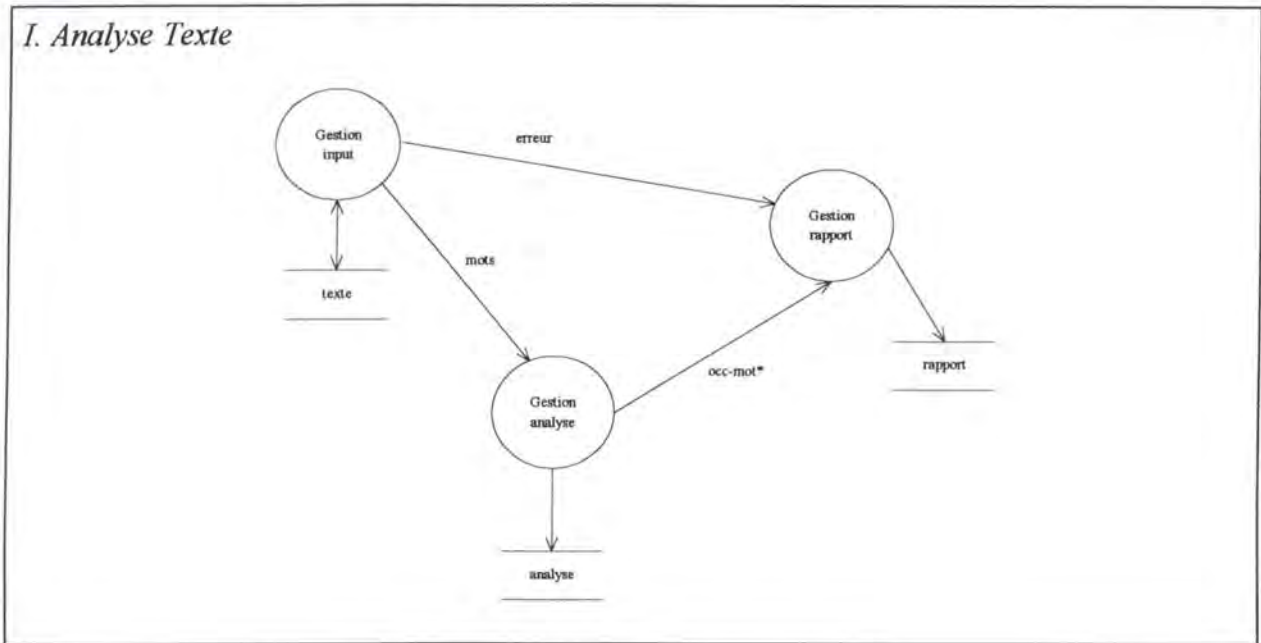 I. Analyse Texte
Gestion
input
erreur
Gestion
rapport
mots
texte
occ-mot*
rapport
Gestion
analyse
analyse